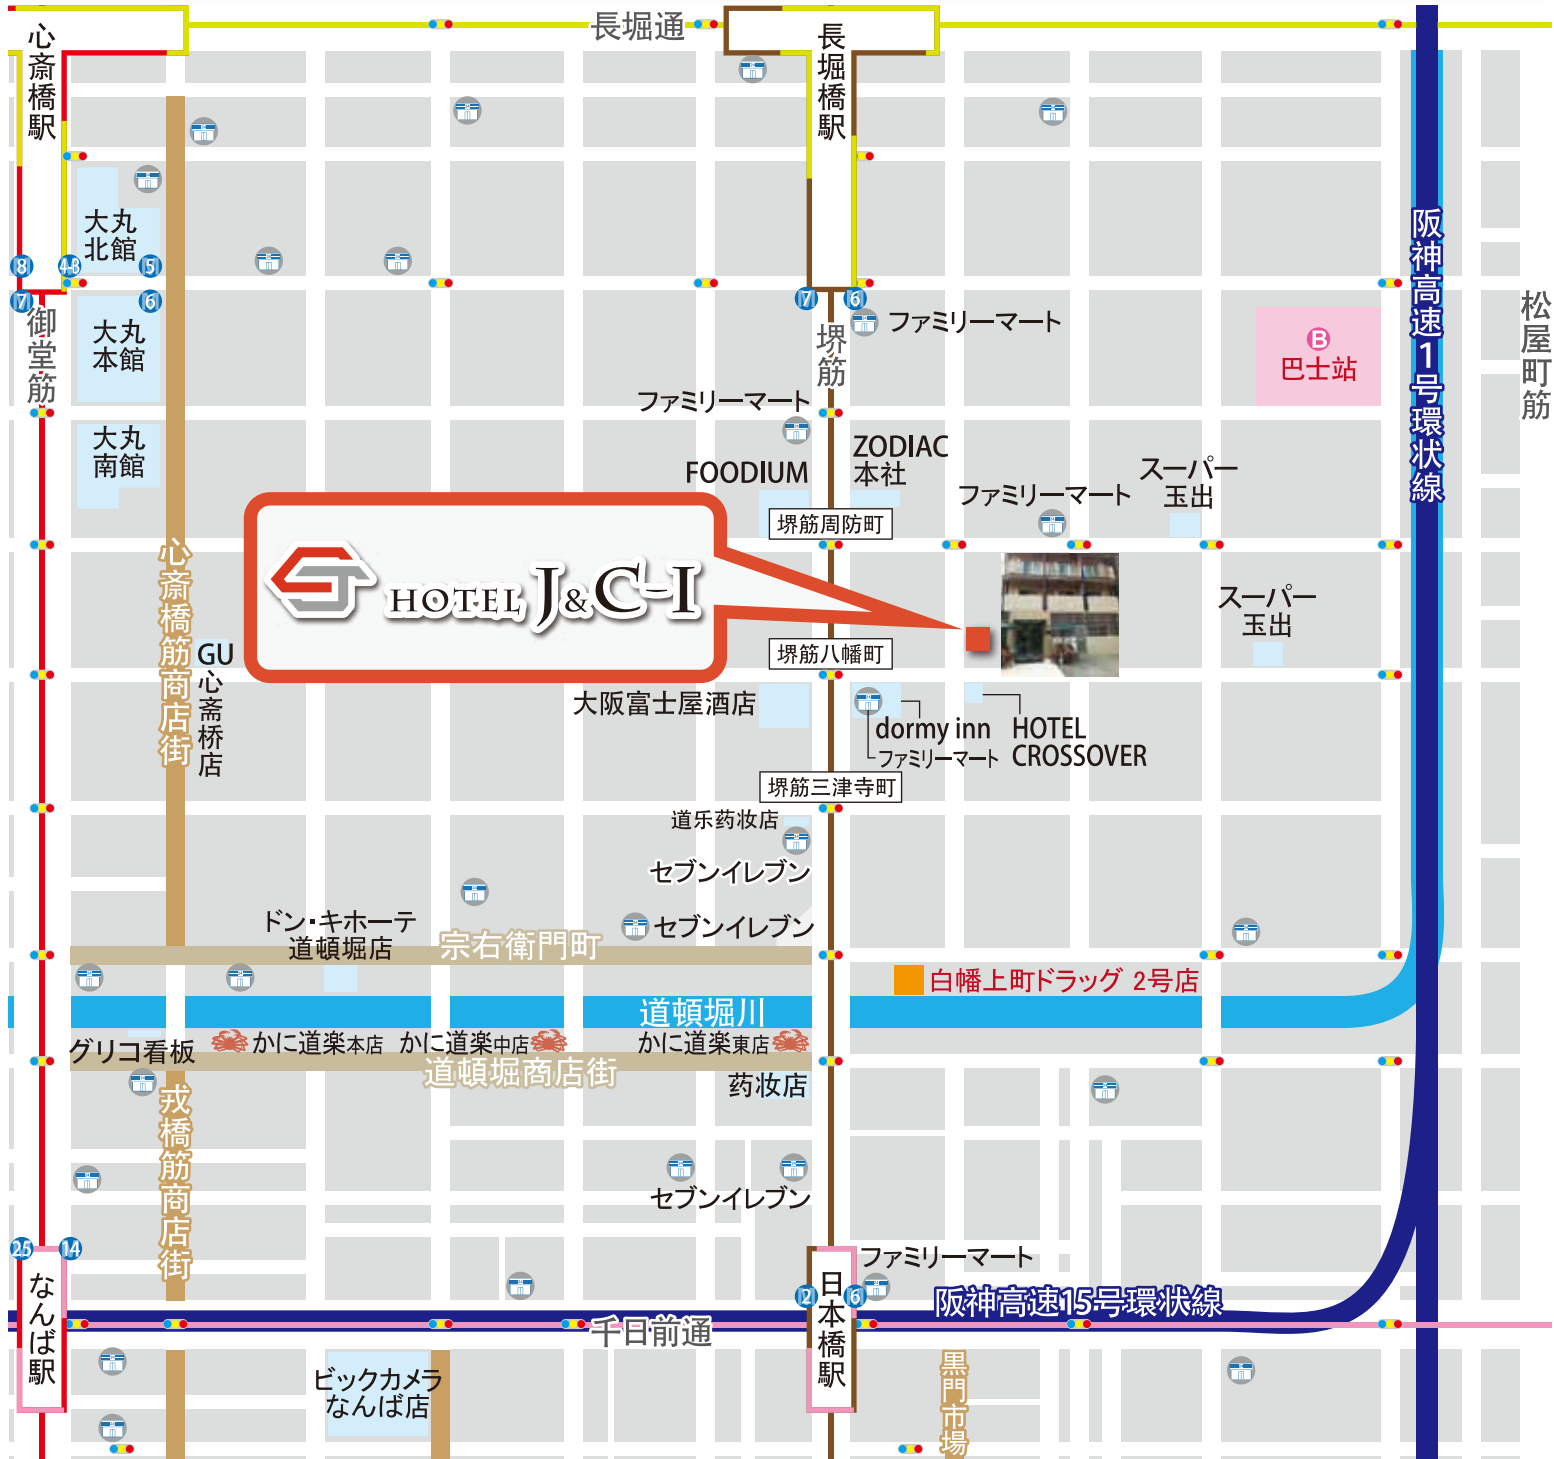 長堀通
心斎橋駅
長堀橋駅
大丸
北館
8
4-B
5
7
6
御堂筋
大丸
本館
7
6
ファミリーマート
堺筋
B
巴士站
阪神高速1号環状線
松屋町筋
ファミリーマート
大丸
南館
FOODIUM
ZODIAC
本社
ファミリーマート
スーパー
玉出
堺筋周防町
心斎橋筋商店街
HOTEL J&C-I
スーパー
玉出
GU
心斎桥店
堺筋八幡町
大阪富士屋酒店
dormy inn
ファミリーマート
HOTEL
CROSSOVER
堺筋三津寺町
道乐药妆店
セブンイレブン
ドン・キホーテ
道頓堀店
宗右衛門町
セブンイレブン
白幡上町ドラッグ 2号店
道頓堀川
グリコ看板
かに道楽本店
かに道楽中店
かに道楽東店
道頓堀商店街
药妆店
戎橋筋商店街
セブンイレブン
25
14
なんば駅
日本橋駅
2
6
ファミリーマート
阪神高速15号環状線
千日前通
ビックカメラ
なんば店
黒門市場